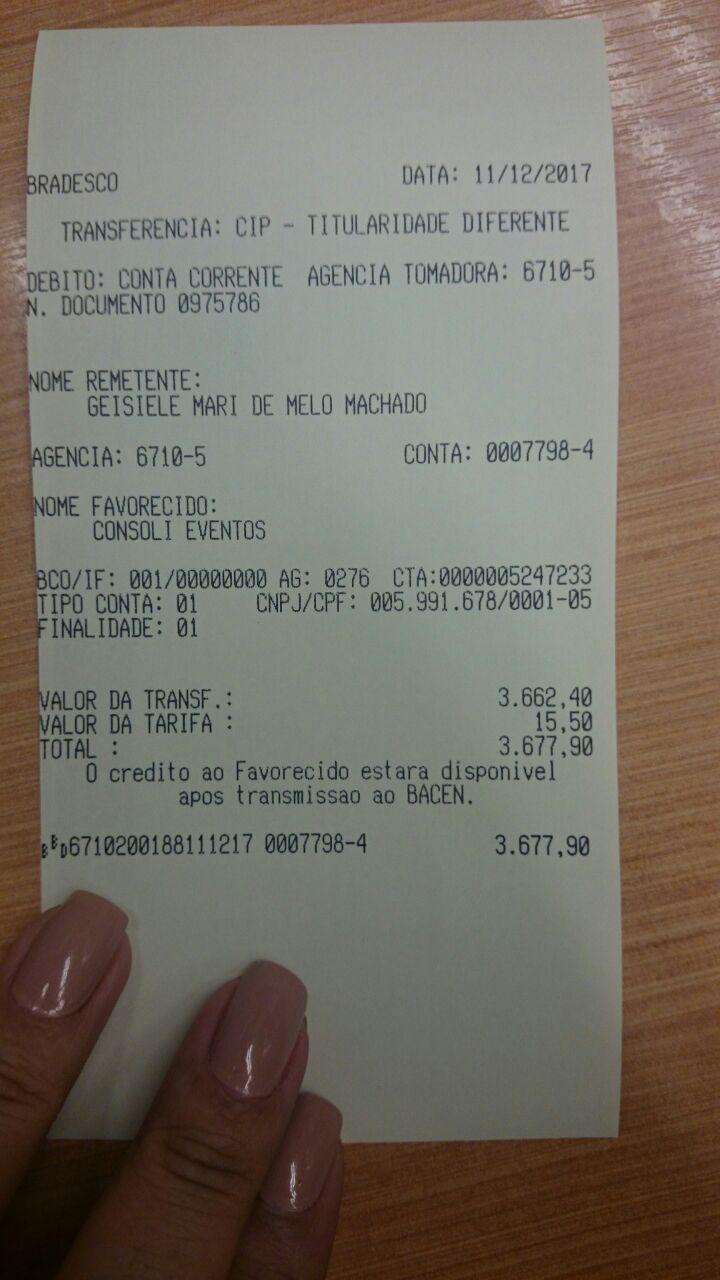 BRADESCO DATA: 11/12/2017
TRANSFERENCIA: CIP - TITULARIDADE DIFERENTE
DEBITO: CONTA CORRENTE AGENCIA TOMADORA: 6710-5
N. DOCUMENTO 0975786
NOME REMETENTE:
GEISIELE MARI DE MELO MACHADO
AGENCIA: 6710-5 CONTA: 0007798-4
NOME FAVORECIDO:
CONSOLI EVENTOS
BCO/IF: 001/00000000 AG: 0276 CTA:0000005247233
TIPO CONTA: 01 CNPJ/CPF: 005.991.678/0001-05
FINALIDADE: 01
VALOR DA TRANSF.: 3.662,40
VALOR DA TARIFA : 15,50
TOTAL : 3.677,90
O credito ao Favorecido estara disponivel
apos transmissao ao BACEN.
BBD6710200188111217 0007798-4 3.677,90